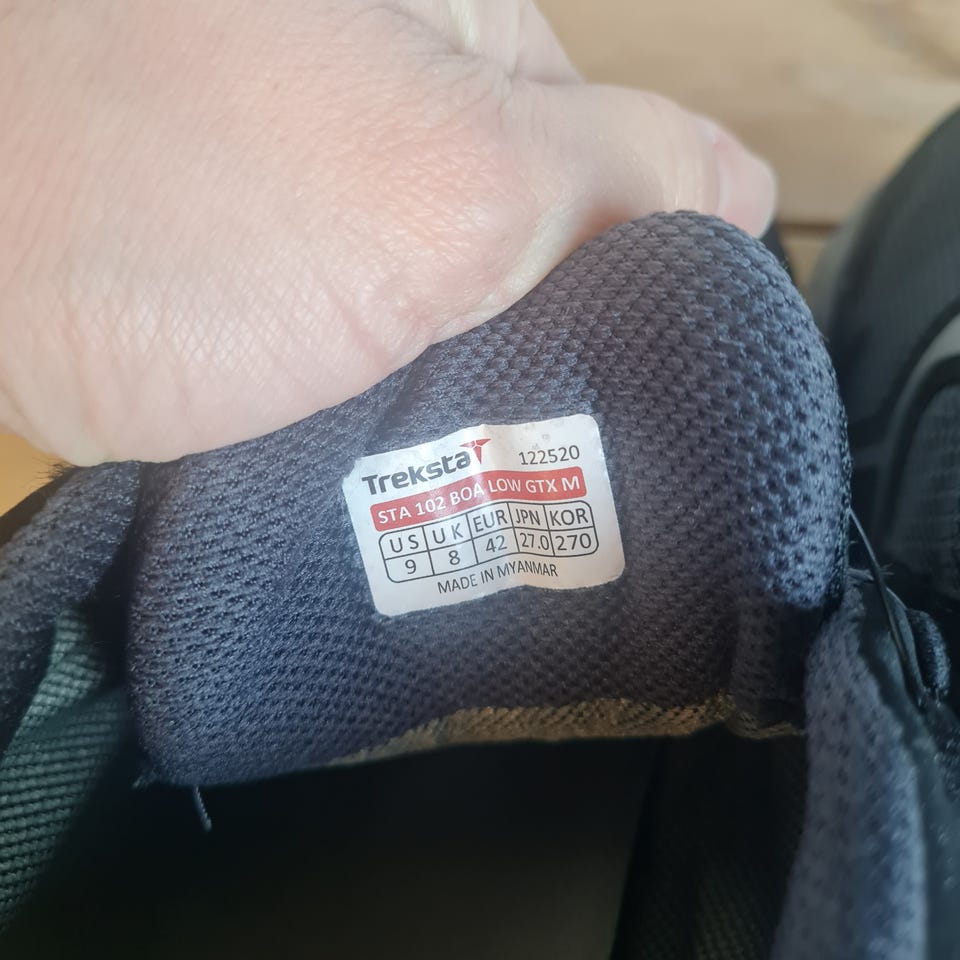 Treksta 122520
STA 102 BOA LOW GTX M
US UK EUR JPN KOR
9 8 42 27.0 270
MADE IN MYANMAR